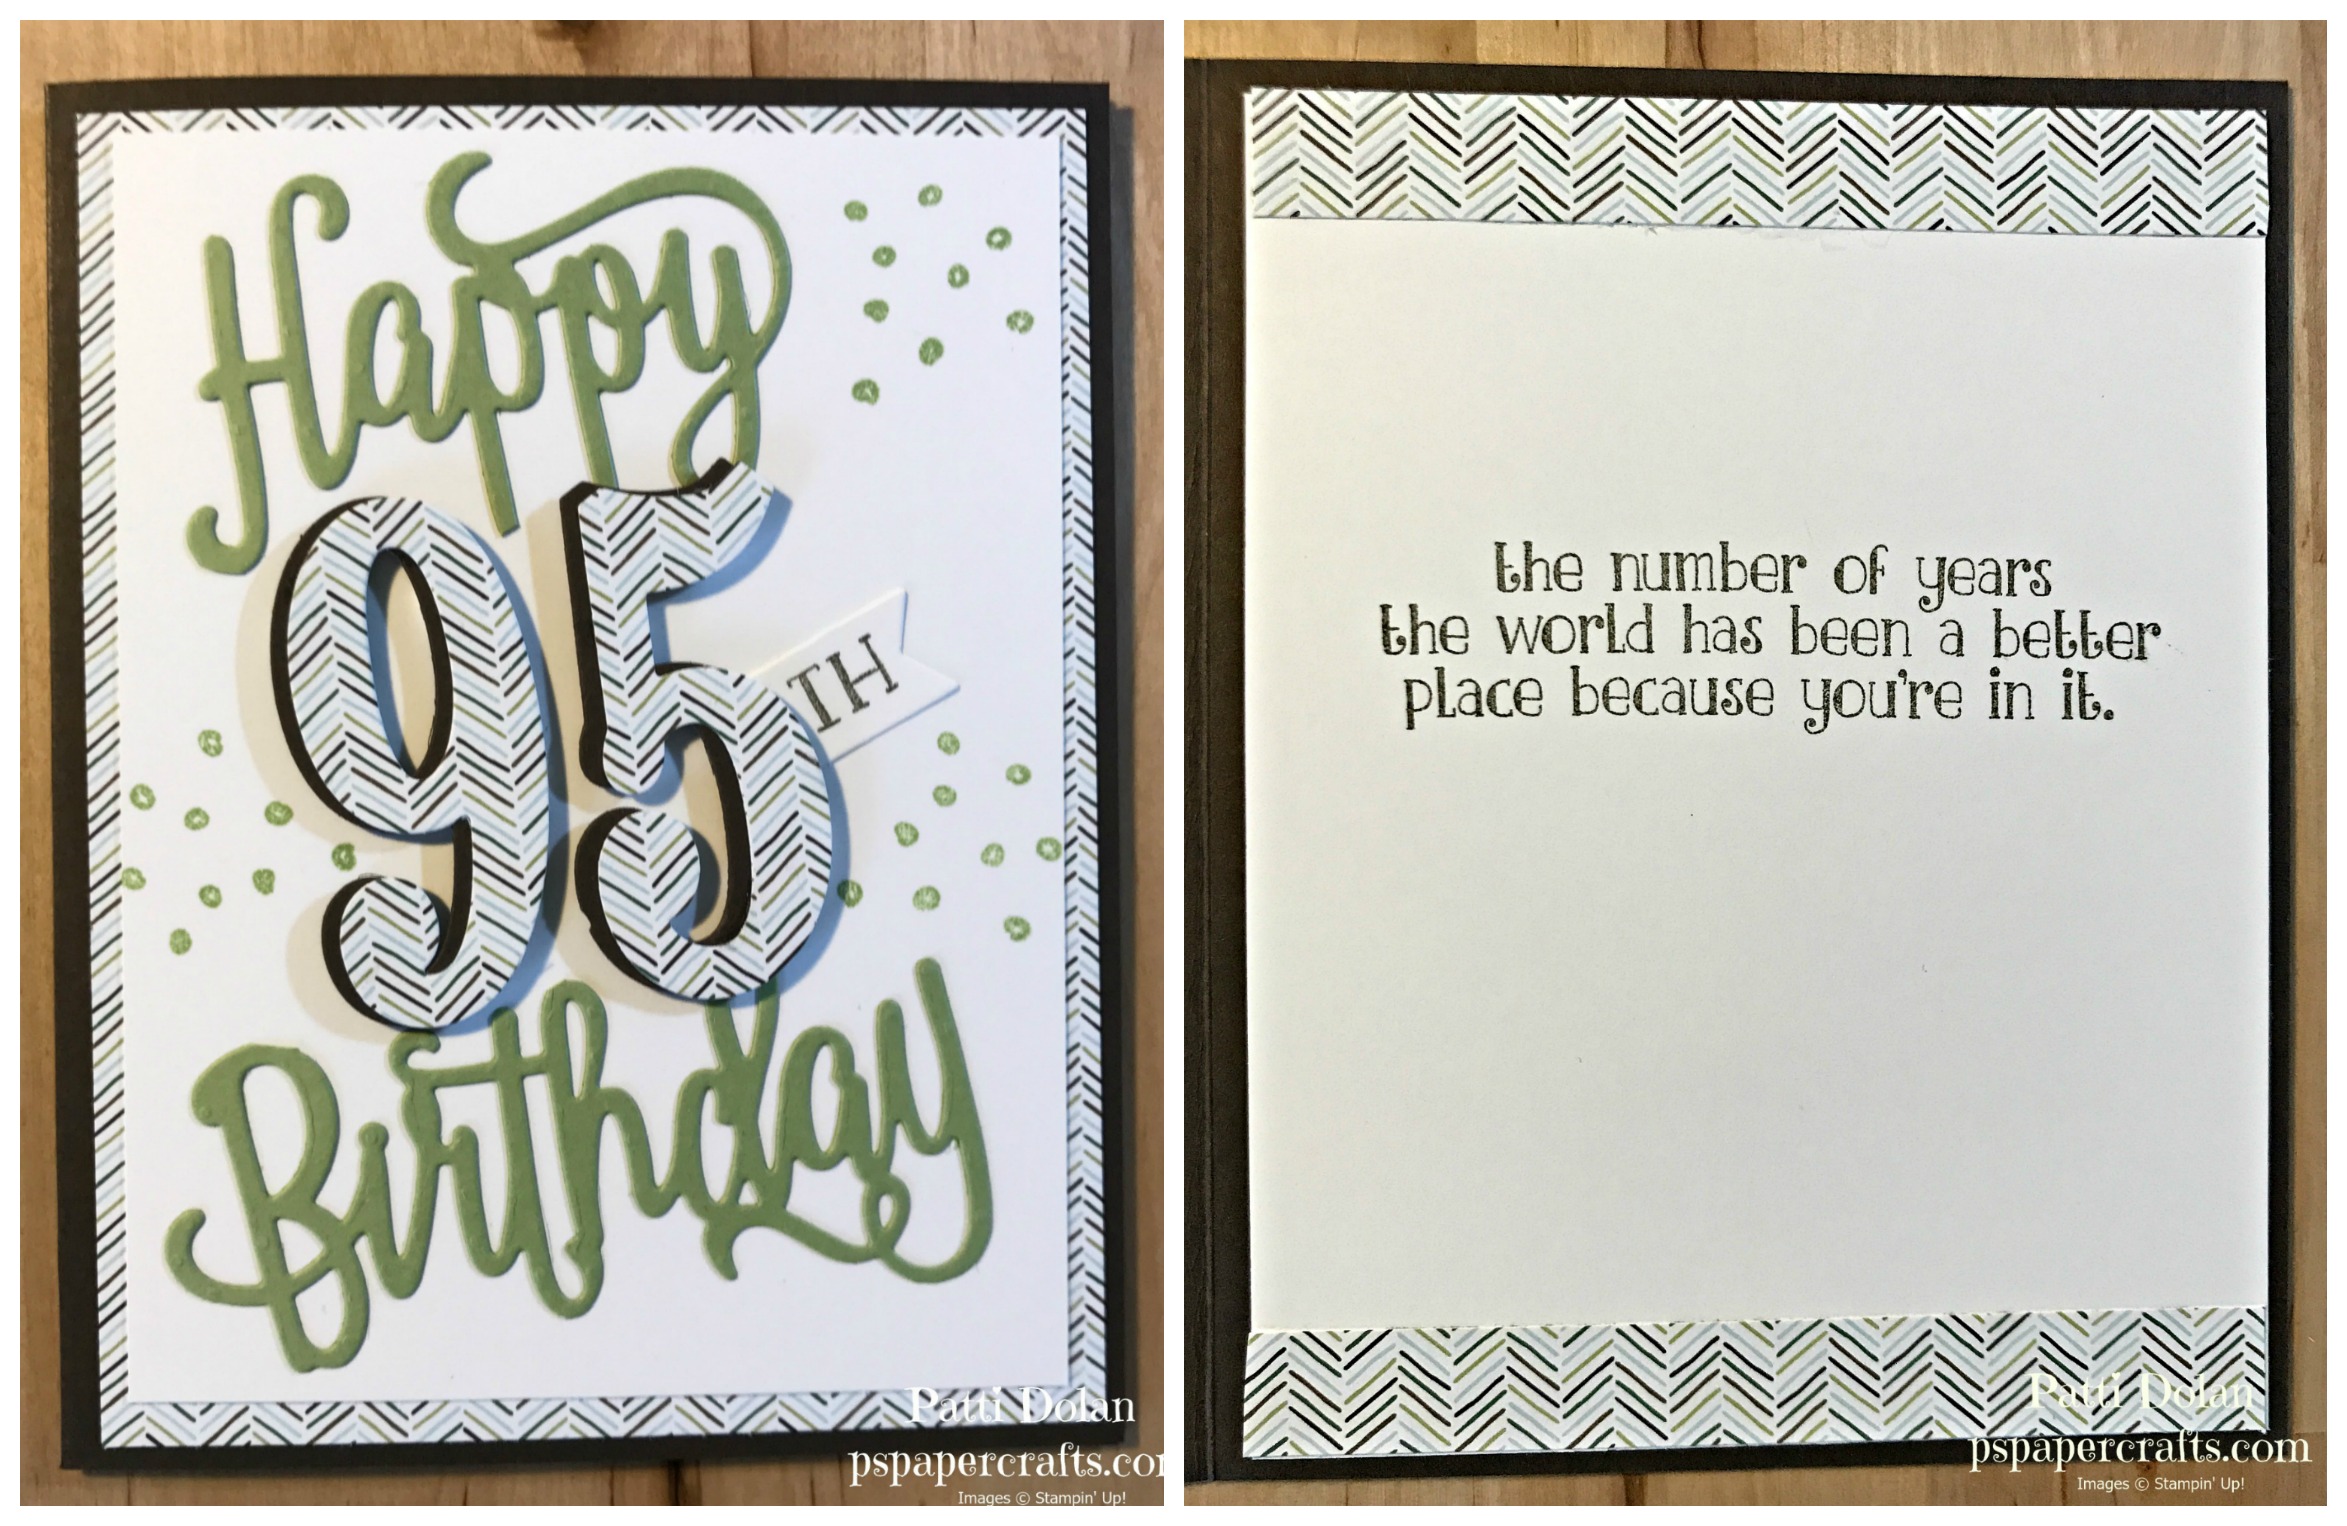 Happy
95
TH
Birthday
Patti Dolan
pspapercrafts.com
Images © Stampin' Up!
the number of years
the world has been a better
place because you're in it.
Patti Dolan
pspapercrafts.com
Images © Stampin' Up!